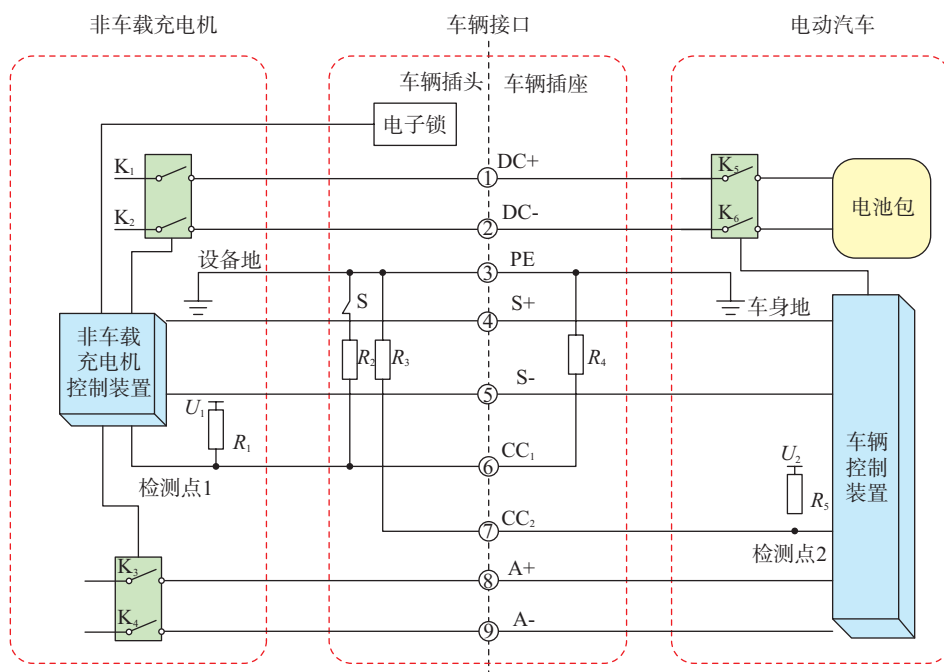 非车载充电机
车辆接口
电动汽车
车辆插头
车辆插座
电子锁
K₁
K₂
① DC+
② DC-
K₅
K₆
电池包
设备地
③ PE
车身地
S
④ S+
非车载
充电机
控制装置
R₂
R₃
R₄
⑤ S-
U₁
R₁
检测点1
⑥ CC₁
U₂
R₅
车辆
控制
装置
⑦ CC₂
检测点2
K₃
K₄
⑧ A+
⑨ A-